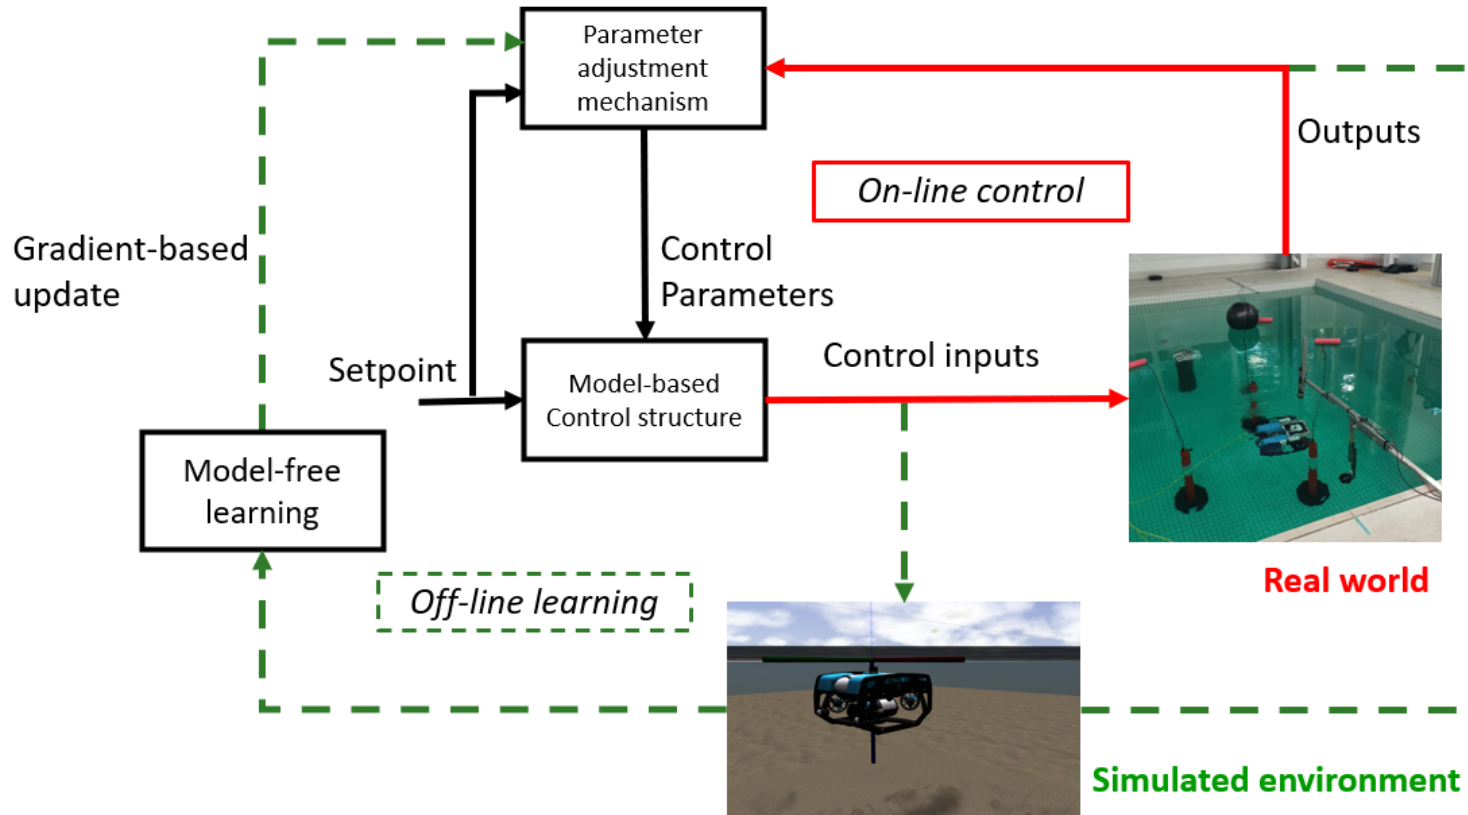 Parameter
adjustment
mechanism
Outputs
On-line control
Gradient-based
update
Control
Parameters
Setpoint
Model-based
Control structure
Control inputs
Model-free
learning
Real world
Off-line learning
Simulated environment